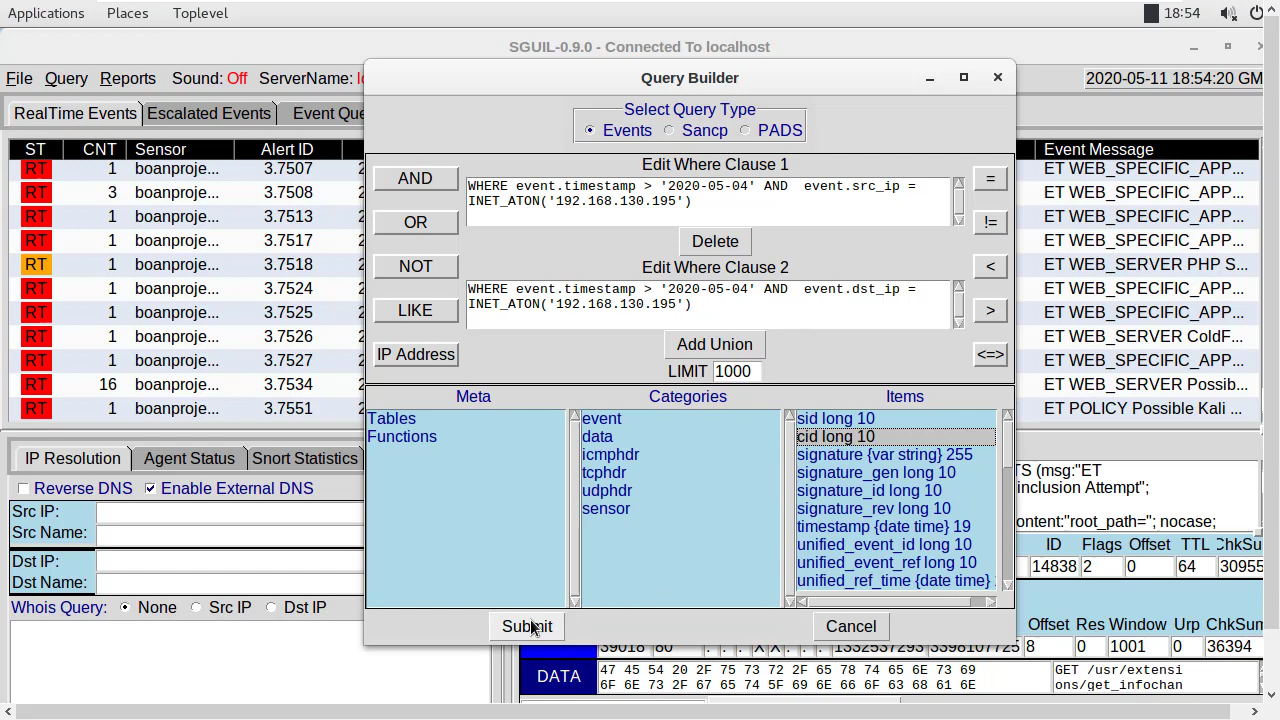 Applications Places Toplevel 18:54
SGUIL-0.9.0 - Connected To localhost
File Query Reports Sound: Off ServerName: 2020-05-11 18:54:20 GM
RealTime Events Escalated Events Event Qu
ST CNT Sensor Alert ID Event Message
RT 1 boanproje... 3.7507 ET WEB_SPECIFIC_APP...
RT 3 boanproje... 3.7508 ET WEB_SPECIFIC_APP...
RT 1 boanproje... 3.7513 ET WEB_SPECIFIC_APP...
RT 1 boanproje... 3.7517 ET WEB_SPECIFIC_APP...
RT 1 boanproje... 3.7518 ET WEB_SERVER PHP S...
RT 1 boanproje... 3.7524 ET WEB_SPECIFIC_APP...
RT 1 boanproje... 3.7525 ET WEB_SPECIFIC_APP...
RT 1 boanproje... 3.7526 ET WEB_SERVER ColdF...
RT 1 boanproje... 3.7527 ET WEB_SPECIFIC_APP...
RT 16 boanproje... 3.7534 ET WEB_SERVER Possib...
RT 1 boanproje... 3.7551 ET POLICY Possible Kali ...
IP Resolution Agent Status Snort Statistics
Reverse DNS Enable External DNS
Src IP:
Src Name:
Dst IP:
Dst Name:
Whois Query: None Src IP Dst IP
Query Builder
Select Query Type
Events Sancp PADS
Edit Where Clause 1
AND
OR
NOT
LIKE
IP Address
WHERE event.timestamp > '2020-05-04' AND event.src_ip =
INET_ATON('192.168.130.195')
Delete
Edit Where Clause 2
WHERE event.timestamp > '2020-05-04' AND event.dst_ip =
INET_ATON('192.168.130.195')
Add Union
LIMIT 1000
=
!=
<
>
<=>
Meta Categories Items
Tables
Functions
event
data
icmphdr
tcphdr
udphdr
sensor
sid long 10
cid long 10
signature {var string} 255
signature_gen long 10
signature_id long 10
signature_rev long 10
timestamp {date time} 19
unified_event_id long 10
unified_event_ref long 10
unified_ref_time {date time}
Submit Cancel
TS (msg:"ET
inclusion Attempt";
content:"root_path="; nocase;
ID Flags Offset TTL ChkSum
14838 2 0 64 30955
Offset Res Window Urp ChkSum
39018 80 . . . X X . . . 1332537293 3398107725 8 0 1001 0 36394
DATA
47 45 54 20 2F 75 73 72 2F 65 78 74 65 6E 73 69 GET /usr/extensi
6F 6E 73 2F 67 65 74 5F 69 6E 66 6F 63 68 61 6E ons/get_infochan